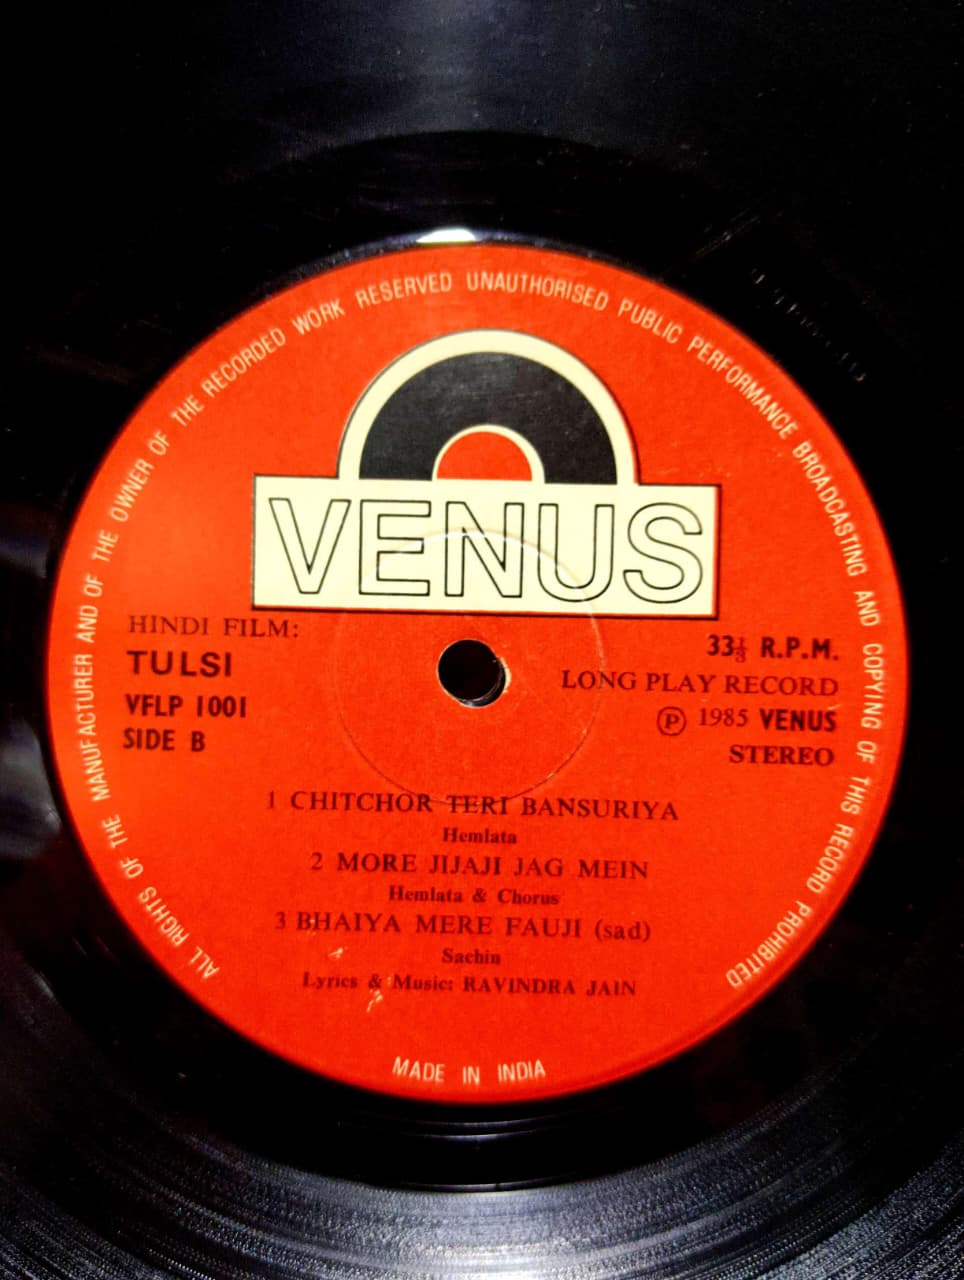 ALL RIGHTS OF THE MANUFACTURER AND OF THE OWNER OF THE RECORDED WORK RESERVED UNAUTHORISED PUBLIC PERFORMANCE BROADCASTING AND COPYING OF THIS RECORD PROHIBITED
VENUS
HINDI FILM:
TULSI
VFLP 1001
SIDE B
33⅓ R.P.M.
LONG PLAY RECORD
Ⓟ 1985 VENUS
STEREO
1 CHITCHOR TERI BANSURIYA
Hemlata
2 MORE JIJAJI JAG MEIN
Hemlata & Chorus
3 BHAIYA MERE FAUJI (sad)
Sachin
Lyrics & Music: RAVINDRA JAIN
MADE IN INDIA